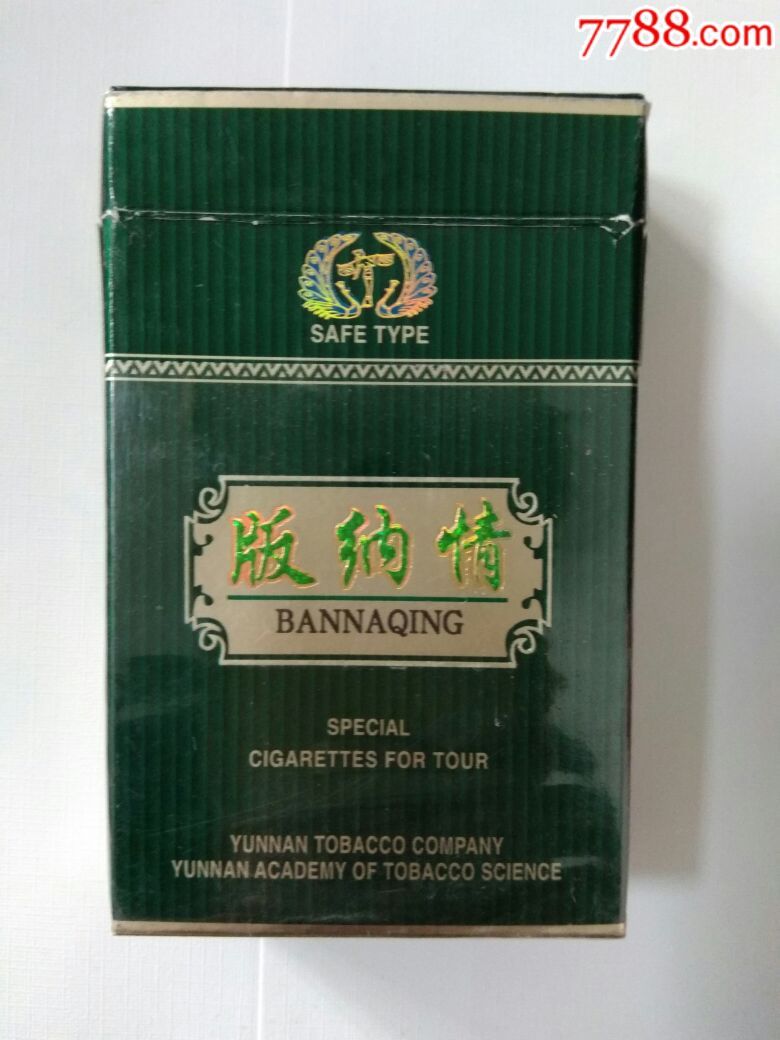 7788.com
SAFE TYPE
版纳情
BANNAQING
SPECIAL
CIGARETTES FOR TOUR
YUNNAN TOBACCO COMPANY
YUNNAN ACADEMY OF TOBACCO SCIENCE